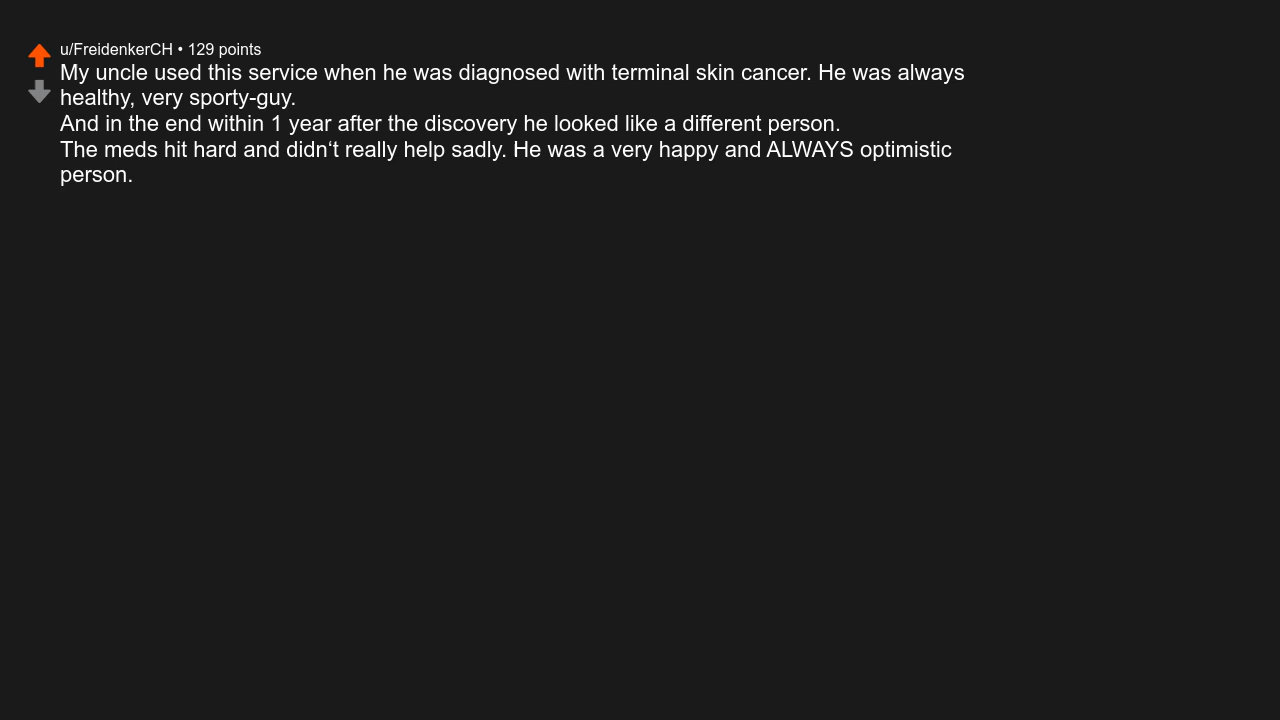 u/FreidenkerCH • 129 points
My uncle used this service when he was diagnosed with terminal skin cancer. He was always
healthy, very sporty-guy.
And in the end within 1 year after the discovery he looked like a different person.
The meds hit hard and didn‘t really help sadly. He was a very happy and ALWAYS optimistic
person.